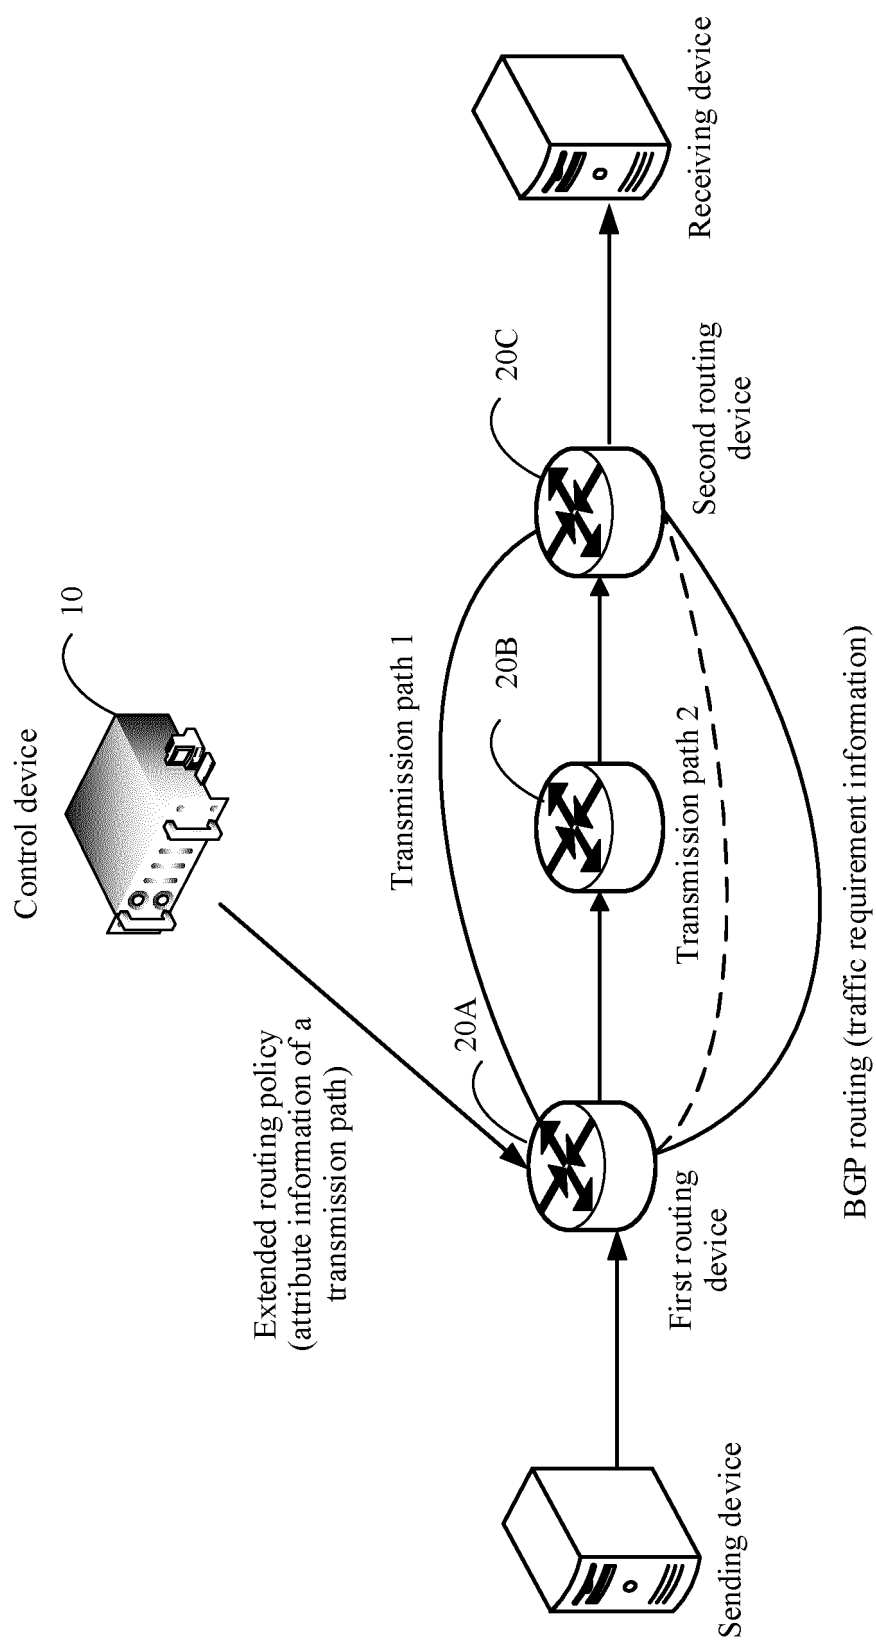 Control device
10
Extended routing policy
(attribute information of a
transmission path)
Transmission path 1
20A
20B
20C
Transmission path 2
Sending device
First routing
device
Second routing
device
Receiving device
BGP routing (traffic requirement information)